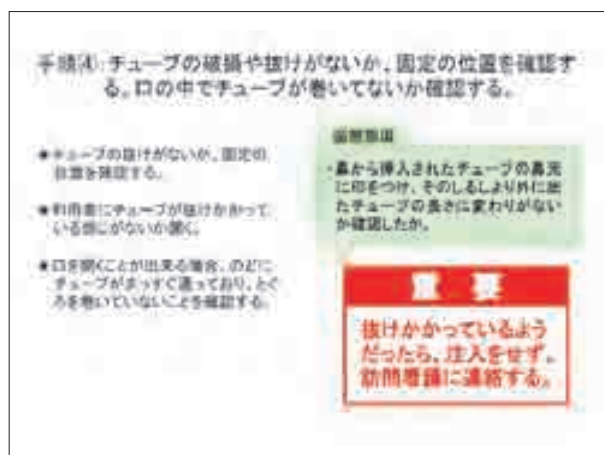 手順④:チューブの破損や抜けがないか、固定の位置を確認す
る。口の中でチューブが巻いてないか確認する。
●チューブの抜けがないか、固定の
位置を確認する。
●利用者にチューブが抜けかかって
いる感じがないか聞く。
●口を開くことが出来る場合、のどに
チューブがまっすぐ通っており、とぐ
ろを巻いていないことを確認する。
・鼻から挿入されたチューブの鼻元
に印をつけ、そのしるしより外に出
たチューブの長さに変わりがない
か確認したか。
重 要
抜けかかっているよう
だったら、注入をせず、
訪問看護に連絡する。